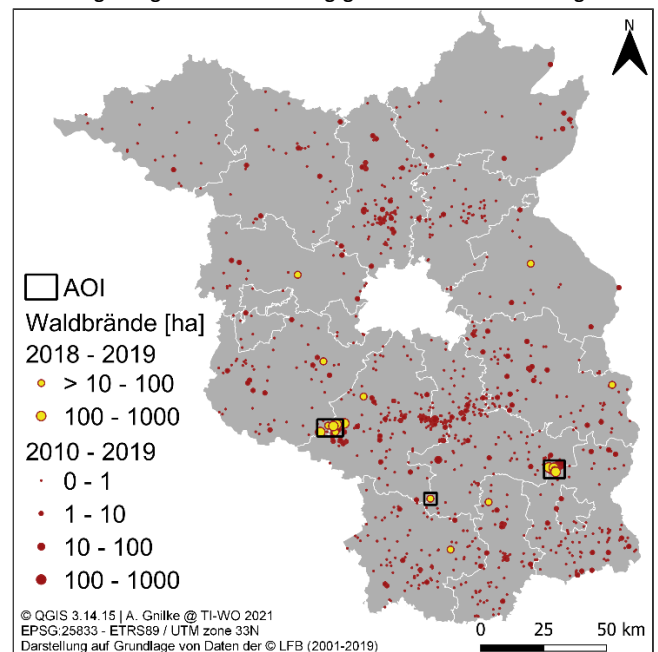 N
AOI
Waldbrände [ha]
2018 - 2019
> 10 - 100
100 - 1000
2010 - 2019
0 - 1
1 - 10
10 - 100
100 - 1000
© QGIS 3.14.15 | A. Gnilke @ TI-WO 2021
EPSG:25833 - ETRS89 / UTM zone 33N
Darstellung auf Grundlage von Daten der © LFB (2001-2019)
0 25 50 km